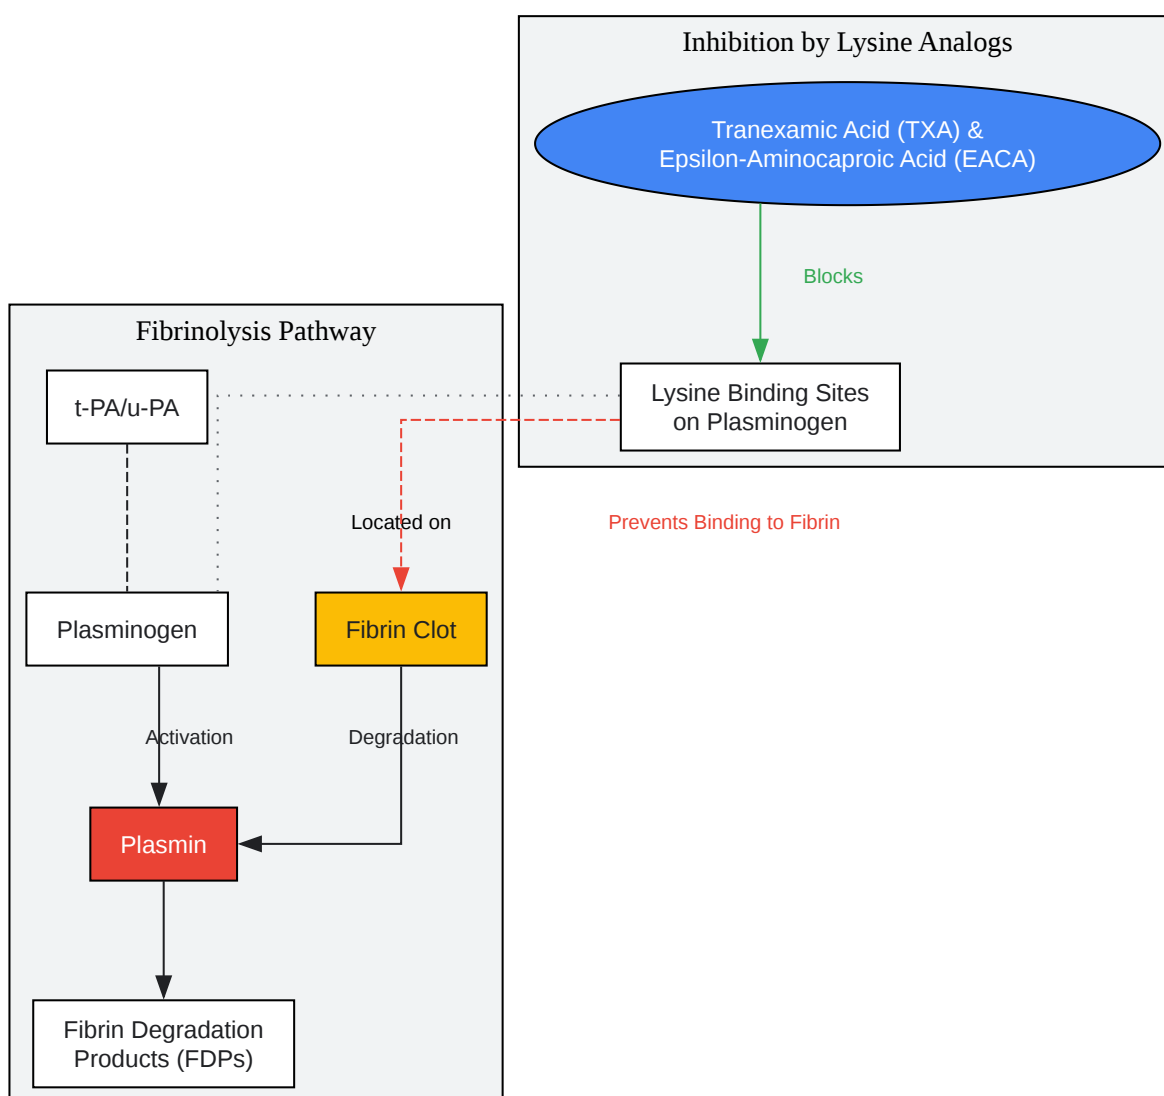 Inhibition by Lysine Analogs
Tranexamic Acid (TXA) &
Epsilon-Aminocaproic Acid (EACA)
Blocks
Fibrinolysis Pathway
t-PA/u-PA
Lysine Binding Sites
on Plasminogen
Located on
Prevents Binding to Fibrin
Plasminogen
Fibrin Clot
Activation
Degradation
Plasmin
Fibrin Degradation
Products (FDPs)